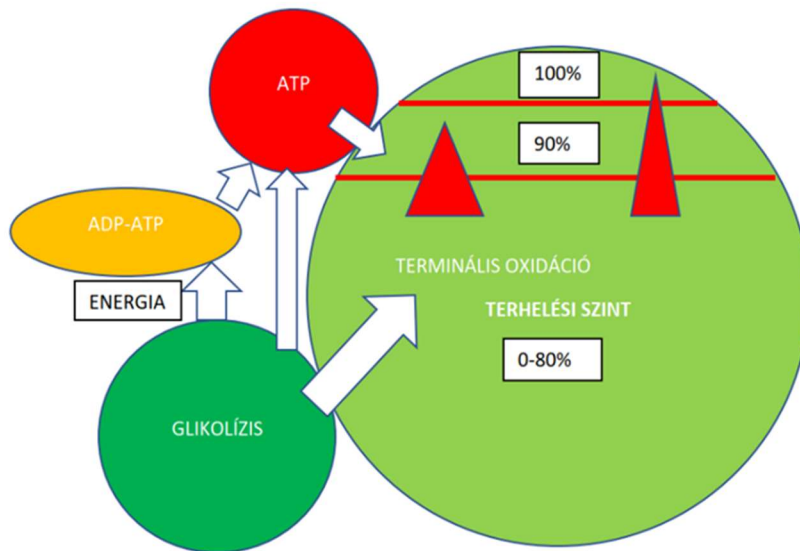 ATP
100%
90%
ADP-ATP
ENERGIA
TERMINÁLIS OXIDÁCIÓ
TERHELÉSI SZINT
0-80%
GLIKOLÍZIS